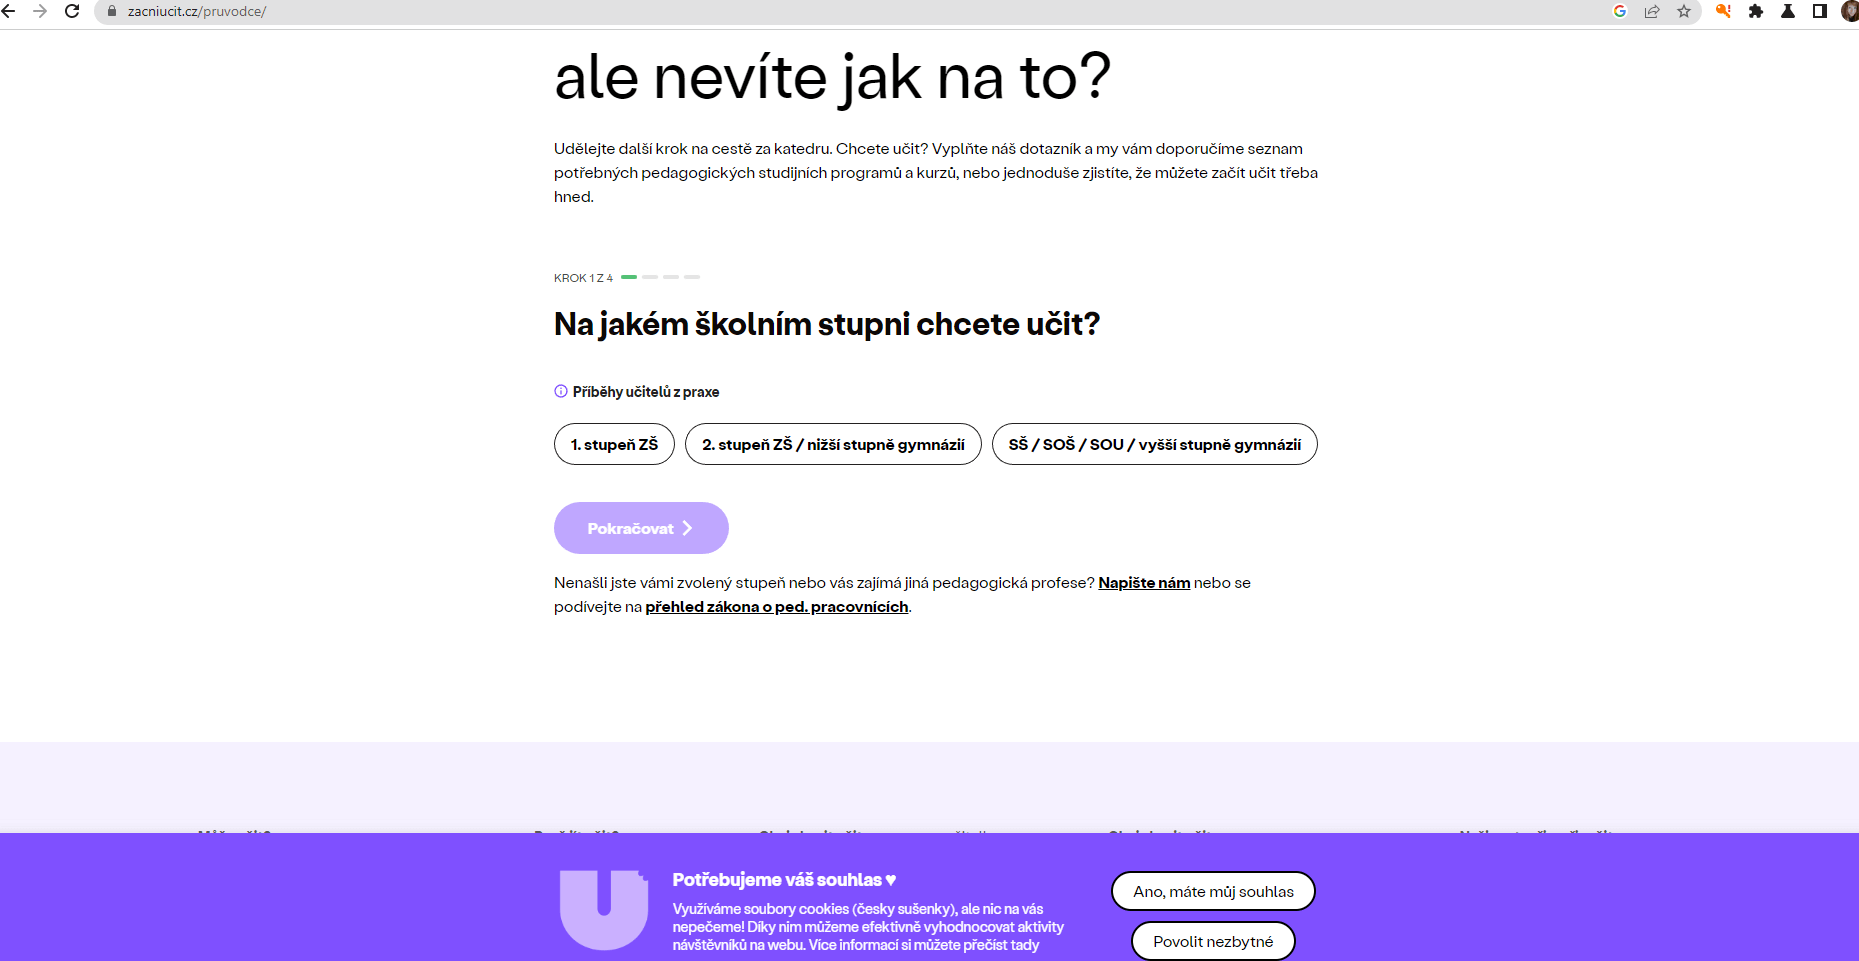 zacniucit.cz/pruvodce/
ale nevíte jak na to?
Udělejte další krok na cestě za katedru. Chcete učit? Vyplňte náš dotazník a my vám doporučíme seznam
potřebných pedagogických studijních programů a kurzů, nebo jednoduše zjistíte, že můžete začít učit třeba
hned.
KROK 1 Z 4
Na jakém školním stupni chcete učit?
Příběhy učitelů z praxe
1. stupeň ZŠ
2. stupeň ZŠ / nižší stupně gymnázií
SŠ / SOŠ / SOU / vyšší stupně gymnázií
Pokračovat
Nenašli jste vámi zvolený stupeň nebo vás zajímá jiná pedagogická profese? Napište nám nebo se
podívejte na přehled zákona o ped. pracovnících.
Potřebujeme váš souhlas ♥
Využíváme soubory cookies (česky sušenky), ale nic na vás
nepečeme! Díky nim můžeme efektivně vyhodnocovat aktivity
návštěvníků na webu. Více informací si můžete přečíst tady
Ano, máte můj souhlas
Povolit nezbytné